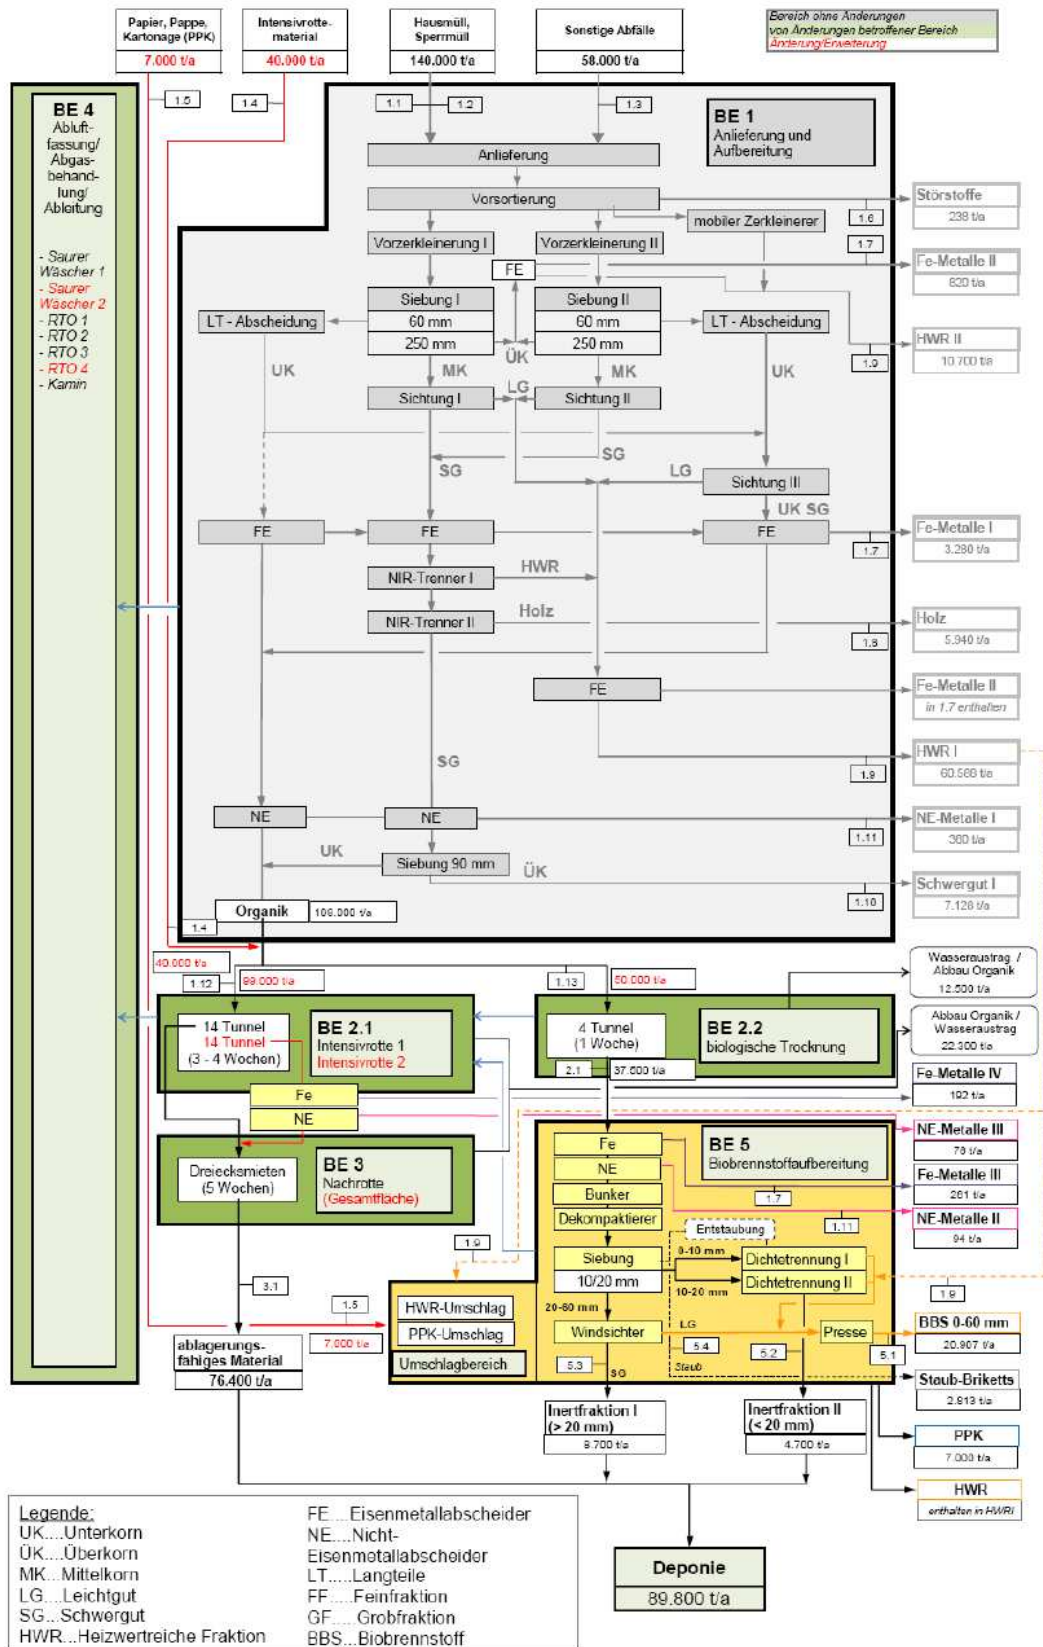 Papier, Pappe,
Kartonage (PPK)
7.000 t/a
Intensivrotte-
material
40.000 t/a
Hausmüll,
Sperrmüll
140.000 t/a
Sonstige Abfälle
58.000 t/a
Bereich ohne Änderungen
von Änderungen betroffener Bereich
Änderung/Erweiterung
1.5
1.4
1.1
1.2
1.3
BE 4
Abluft-
fassung/
Abgas-
behand-
lung/
Ableitung
- Saurer
Wäscher 1
- Saurer
Wäscher 2
- RTO 1
- RTO 2
- RTO 3
- RTO 4
- Kamin
BE 1
Anlieferung und
Aufbereitung
Anlieferung
Vorsortierung
mobiler Zerkleinerer
1.6
Störstoffe
238 t/a
Vorzerkleinerung I
Vorzerkleinerung II
1.7
FE
Fe-Metalle II
820 t/a
Siebung I
60 mm
250 mm
Siebung II
60 mm
250 mm
LT - Abscheidung
LT - Abscheidung
HWR II
10.700 t/a
1.9
ÜK
UK
MK
MK
UK
LG
Sichtung I
Sichtung II
SG
SG
LG
Sichtung III
UK SG
FE
FE
FE
1.7
Fe-Metalle I
3.280 t/a
NIR-Trenner I
HWR
NIR-Trenner II
Holz
1.8
Holz
5.940 t/a
FE
Fe-Metalle II
in 1.7 enthalten
SG
HWR I
60.588 t/a
1.9
NE
NE
NE-Metalle I
360 t/a
1.11
UK
Siebung 90 mm
ÜK
Schwergut I
7.128 t/a
1.10
Organik
109.000 t/a
1.4
40.000 t/a
1.12
99.000 t/a
1.13
50.000 t/a
Wasseraustrag /
Abbau Organik
12.500 t/a
14 Tunnel
14 Tunnel
(3 - 4 Wochen)
BE 2.1
Intensivrotte 1
Intensivrotte 2
4 Tunnel
(1 Woche)
BE 2.2
biologische Trocknung
Abbau Organik /
Wasseraustrag
22.300 t/a
2.1
37.500 t/a
Fe
NE
Fe-Metalle IV
192 t/a
Dreiecksmieten
(5 Wochen)
BE 3
Nachrotte
(Gesamtfläche)
Fe
NE
Bunker
Dekompaktierer
BE 5
Biobrennstoffaufbereitung
NE-Metalle III
78 t/a
1.7
Fe-Metalle III
281 t/a
1.11
NE-Metalle II
94 t/a
Entstaubung
1.9
Siebung
10/20 mm
0-10 mm
Dichtetrennung I
10-20 mm
Dichtetrennung II
3.1
1.5
7.000 t/a
HWR-Umschlag
PPK-Umschlag
Umschlagbereich
20-60 mm
Windsichter
LG
Presse
1.9
BBS 0-60 mm
20.907 t/a
5.3
SG
5.4
5.2
5.1
Staub
ablagerungs-
fähiges Material
76.400 t/a
Staub-Briketts
2.813 t/a
Inertfraktion I
(> 20 mm)
8.700 t/a
Inertfraktion II
(< 20 mm)
4.700 t/a
PPK
7.000 t/a
HWR
enthalten in HWRI
Deponie
89.800 t/a
Legende:
UK....Unterkorn
ÜK....Überkorn
MK...Mittelkorn
LG....Leichtgut
SG...Schwergut
HWR...Heizwertreiche Fraktion
FE....Eisenmetallabscheider
NE....Nicht-
Eisenmetallabscheider
LT.....Langteile
FF.....Feinfraktion
GF.....Grobfraktion
BBS...Biobrennstoff